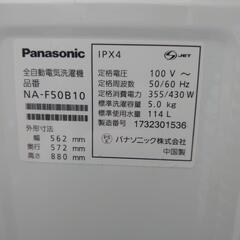 Panasonic
全自動電気洗濯機
品番
NA-F50B10
外形寸法
幅 562 mm
奥行 572 mm
高さ 880 mm
IPX4
S JET
定格電圧 100 V ～
定格周波数 50/60 Hz
定格消費電力 355/430 W
標準洗濯容量 5.0 kg
標準使用水量 114 L
製造番号 1732301536
パナソニック株式会社
中国製